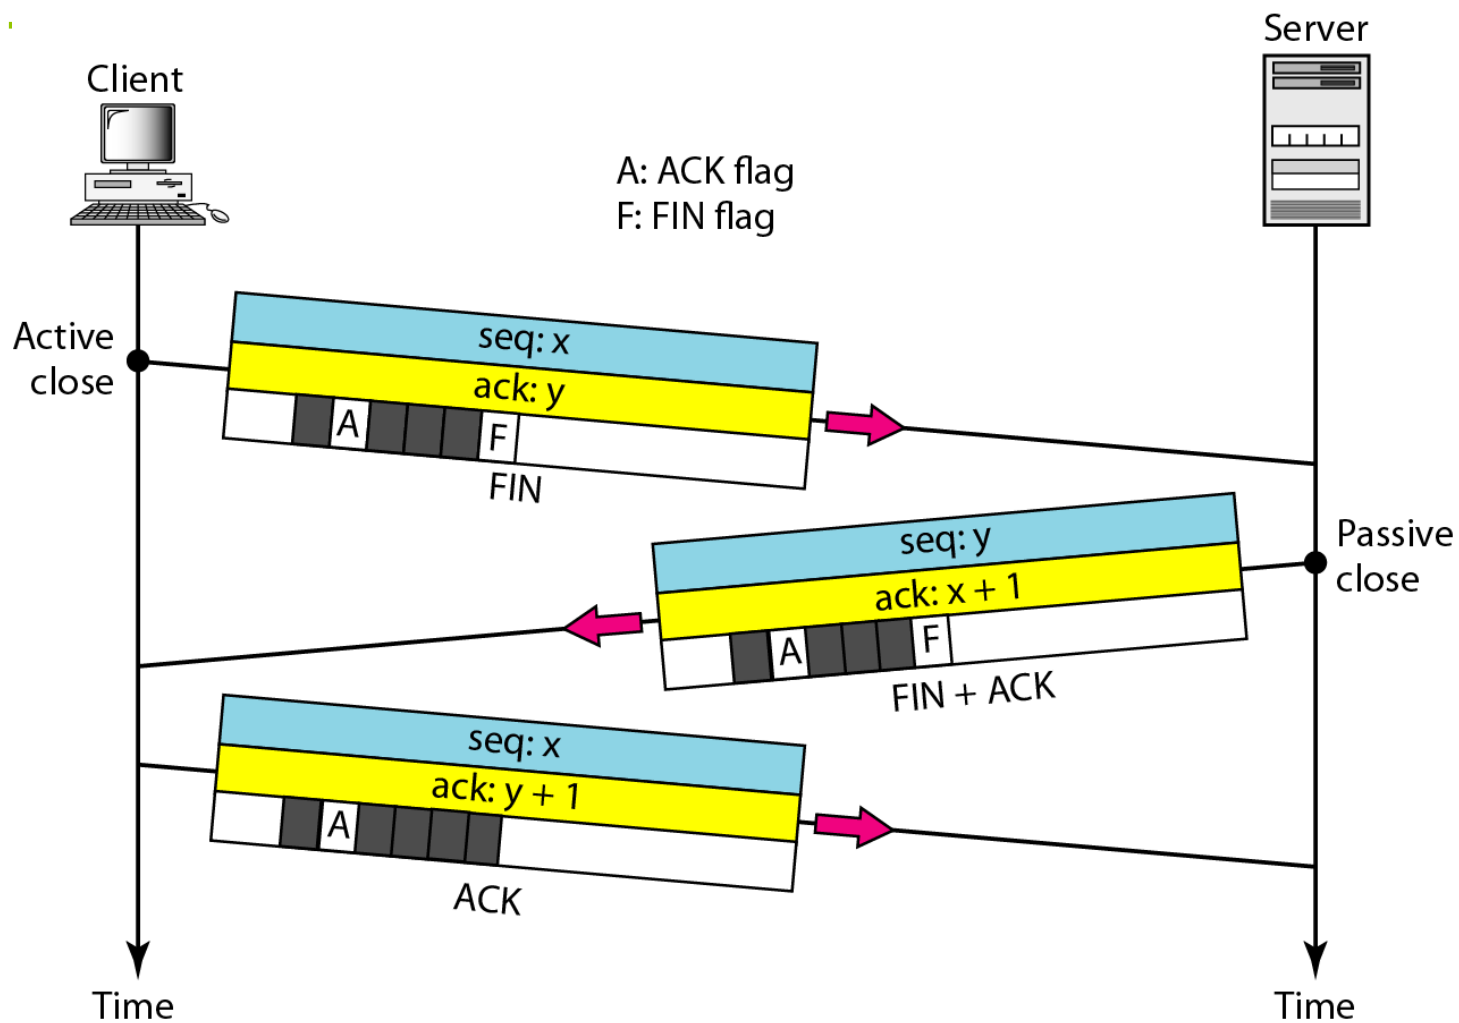 Server
Client
A: ACK flag
F: FIN flag
Active
close
seq: x
ack: y
A
F
FIN
Passive
close
seq: y
ack: x + 1
A
F
FIN + ACK
seq: x
ack: y + 1
A
ACK
Time
Time